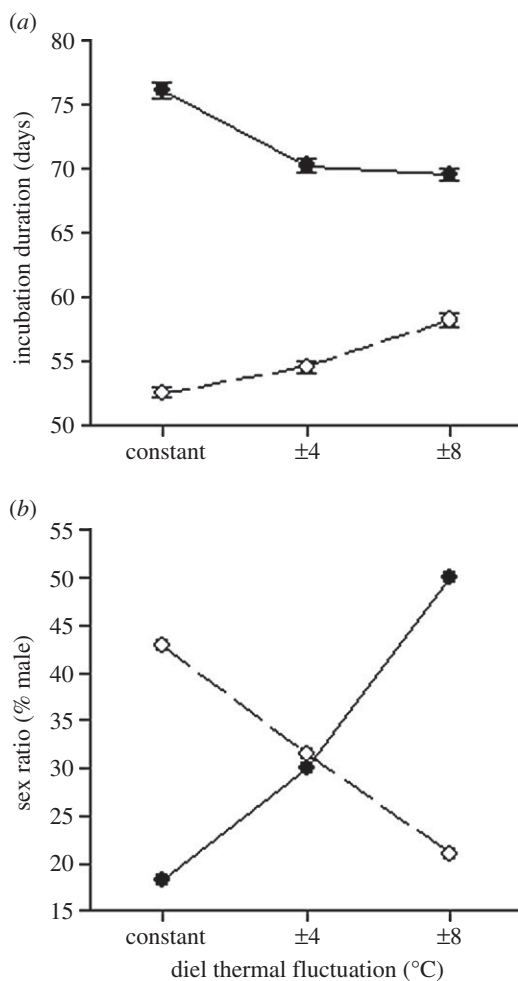 (a)
80
75
70
65
60
55
50
incubation duration (days)
constant ±4 ±8
(b)
55
50
45
40
35
30
25
20
15
sex ratio (% male)
constant ±4 ±8
diel thermal fluctuation (°C)